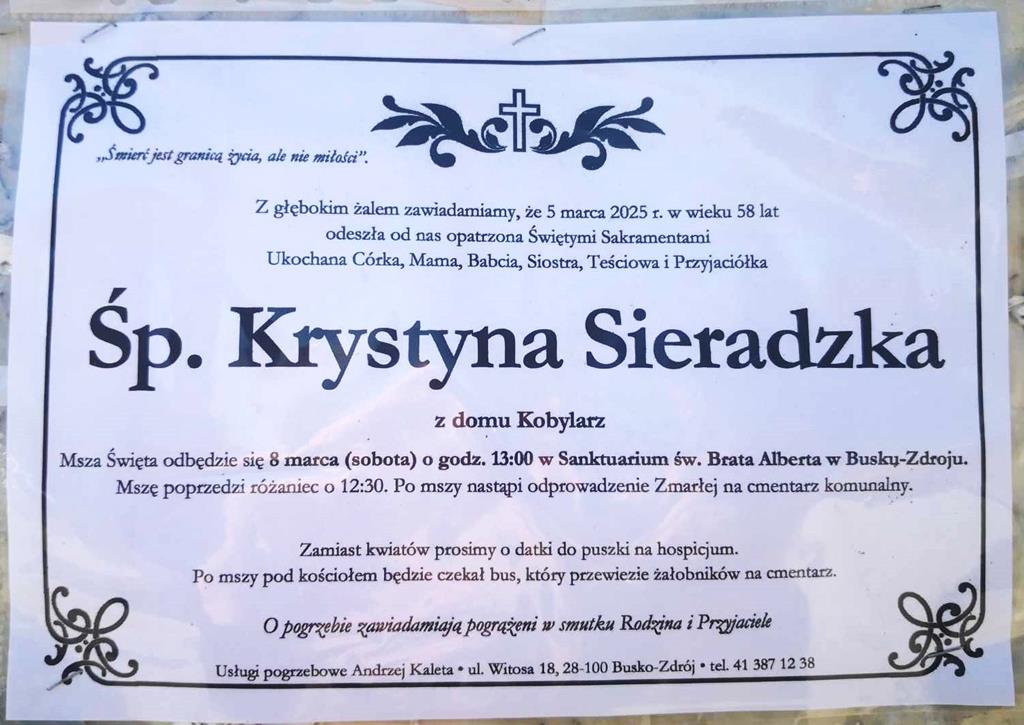 „Śmierć jest granicą życia, ale nie miłości”.
Z głębokim żalem zawiadamiamy, że 5 marca 2025 r. w wieku 58 lat
odeszła od nas opatrzona Świętymi Sakramentami
Ukochana Córka, Mama, Babcia, Siostra, Teściowa i Przyjaciółka
Śp. Krystyna Sieradzka
z domu Kobylarz
Msza Święta odbędzie się 8 marca (sobota) o godz. 13:00 w Sanktuarium św. Brata Alberta w Busku-Zdroju.
Mszę poprzedzi różaniec o 12:30. Po mszy nastąpi odprowadzenie Zmarłej na cmentarz komunalny.
Zamiast kwiatów prosimy o datki do puszki na hospicjum.
Po mszy pod kościołem będzie czekał bus, który przewiezie żałobników na cmentarz.
O pogrzebie zawiadamiają pogrążeni w smutku Rodzina i Przyjaciele
Usługi pogrzebowe Andrzej Kaleta • ul. Witosa 18, 28-100 Busko-Zdrój • tel. 41 387 12 38